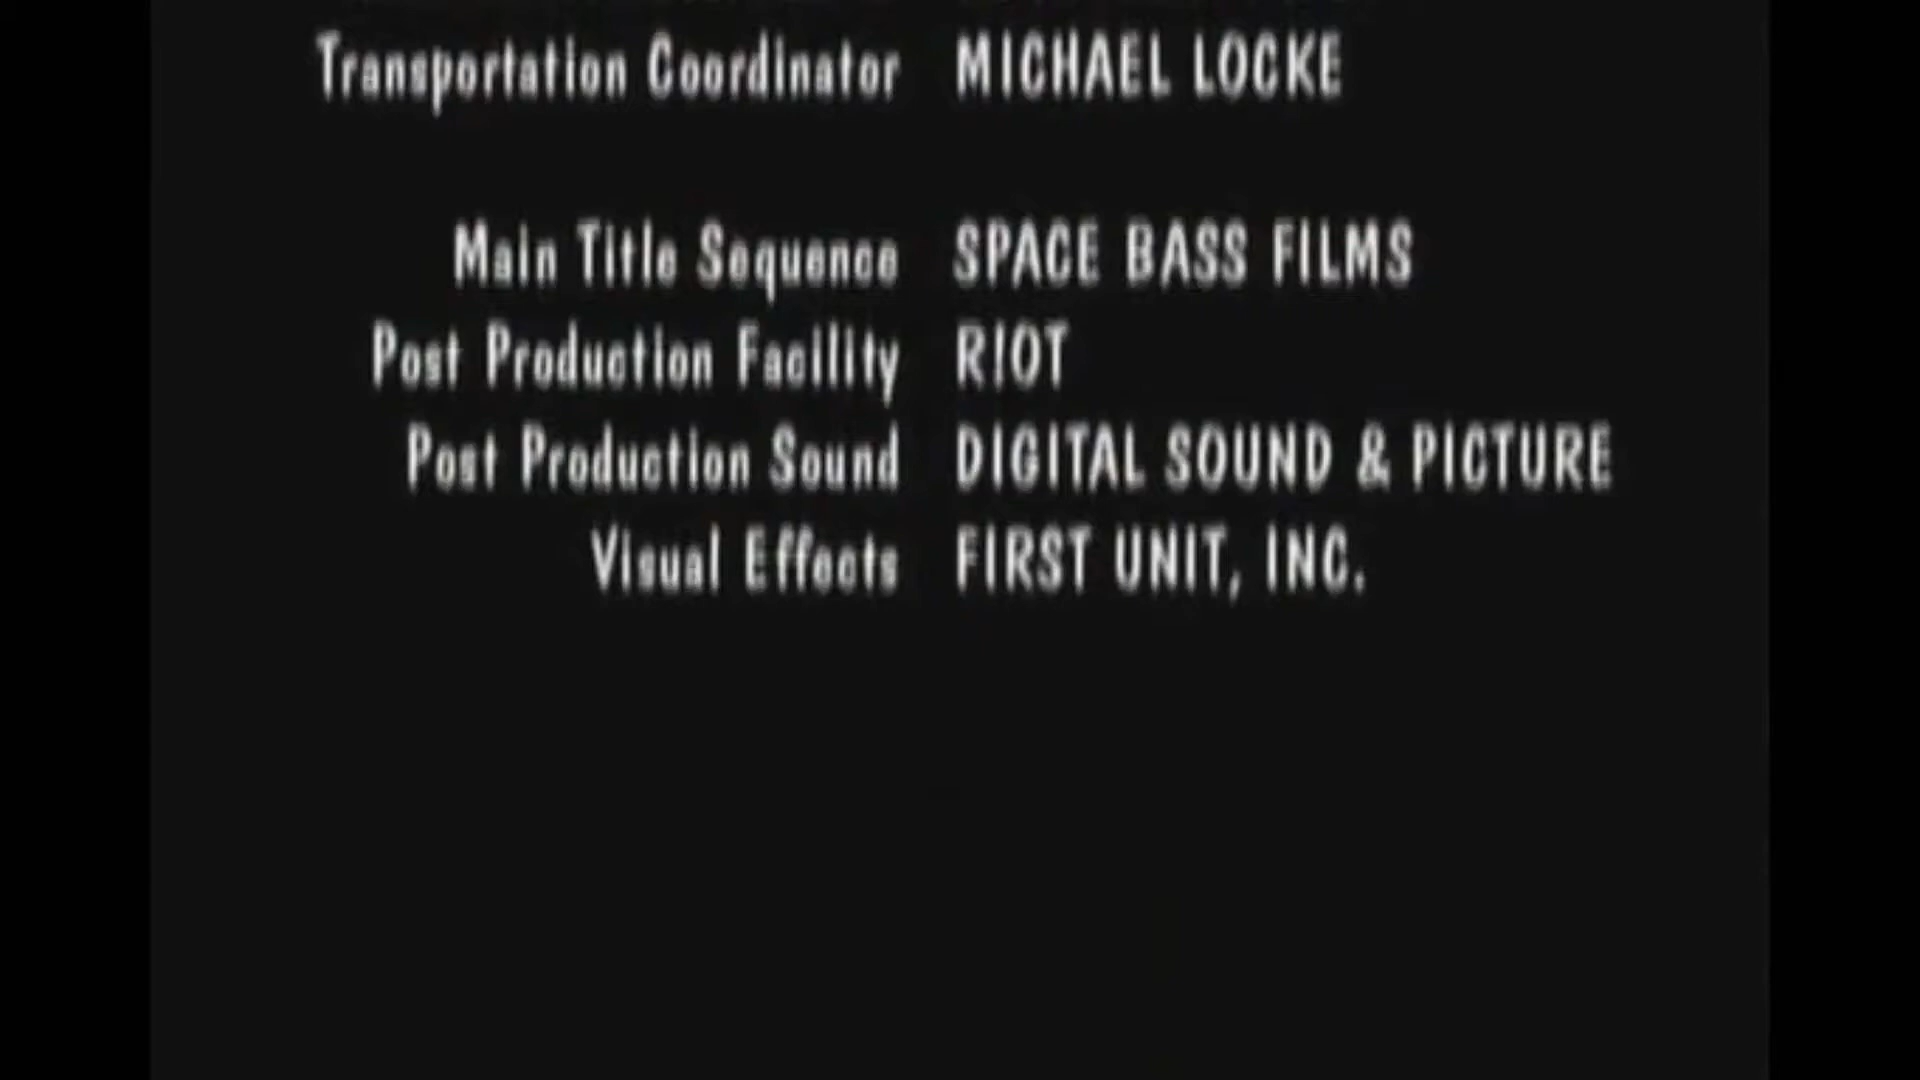 Transportation Coordinator MICHAEL LOCKE
Main Title Sequence SPACE BASS FILMS
Post Production Facility R!OT
Post Production Sound DIGITAL SOUND & PICTURE
Visual Effects FIRST UNIT, INC.